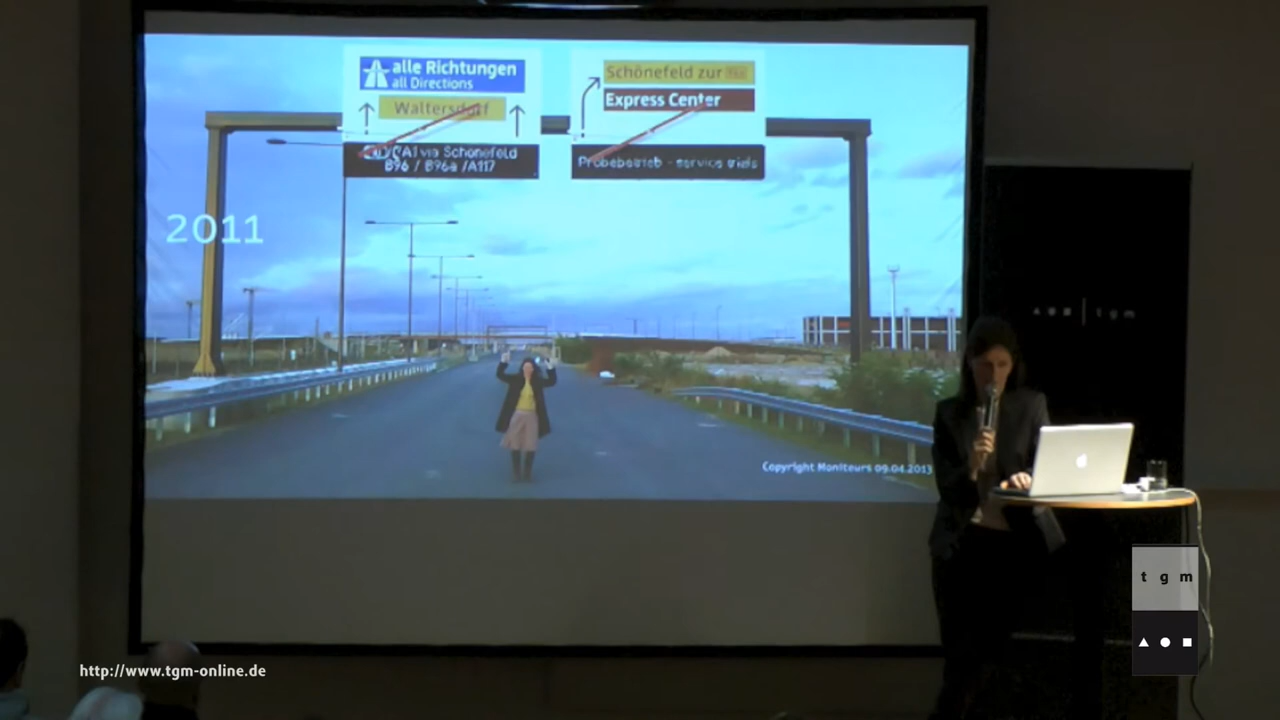 alle Richtungen
all Directions
Waltersdorf
via Schönefeld
B96 / B96a /A117
Schönefeld zur
Express Center
Probebetrieb - service trials
2011
Copyright Moniteurs 09.04.2013
tgm
t g m
http://www.tgm-online.de